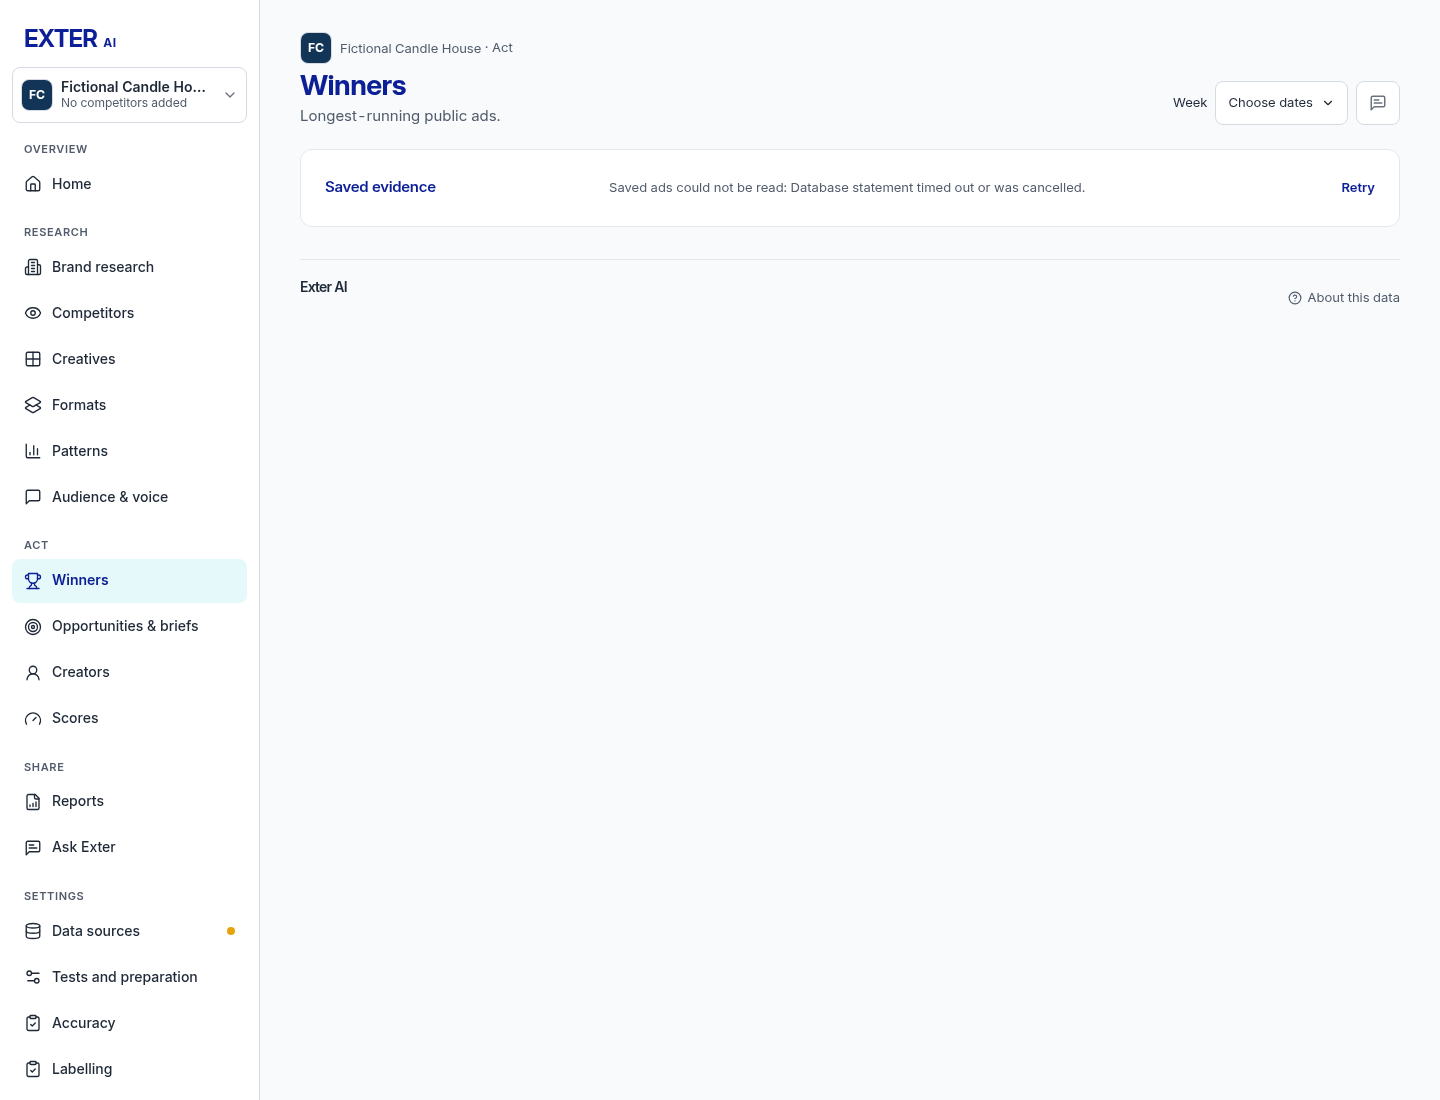 EXTER AI
FC
Fictional Candle Ho...
No competitors added
OVERVIEW
Home
RESEARCH
Brand research
Competitors
Creatives
Formats
Patterns
Audience & voice
ACT
Winners
Opportunities & briefs
Creators
Scores
SHARE
Reports
Ask Exter
SETTINGS
Data sources
Tests and preparation
Accuracy
Labelling
FC Fictional Candle House · Act
Winners
Longest-running public ads.
Week Choose dates
Saved evidence Saved ads could not be read: Database statement timed out or was cancelled. Retry
Exter AI
About this data